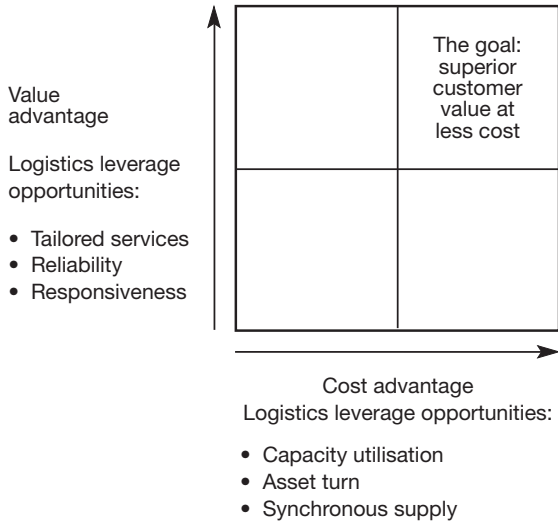 The goal:
superior
customer
value at
less cost
Value
advantage
Logistics leverage
opportunities:
• Tailored services
• Reliability
• Responsiveness
Cost advantage
Logistics leverage opportunities:
• Capacity utilisation
• Asset turn
• Synchronous supply